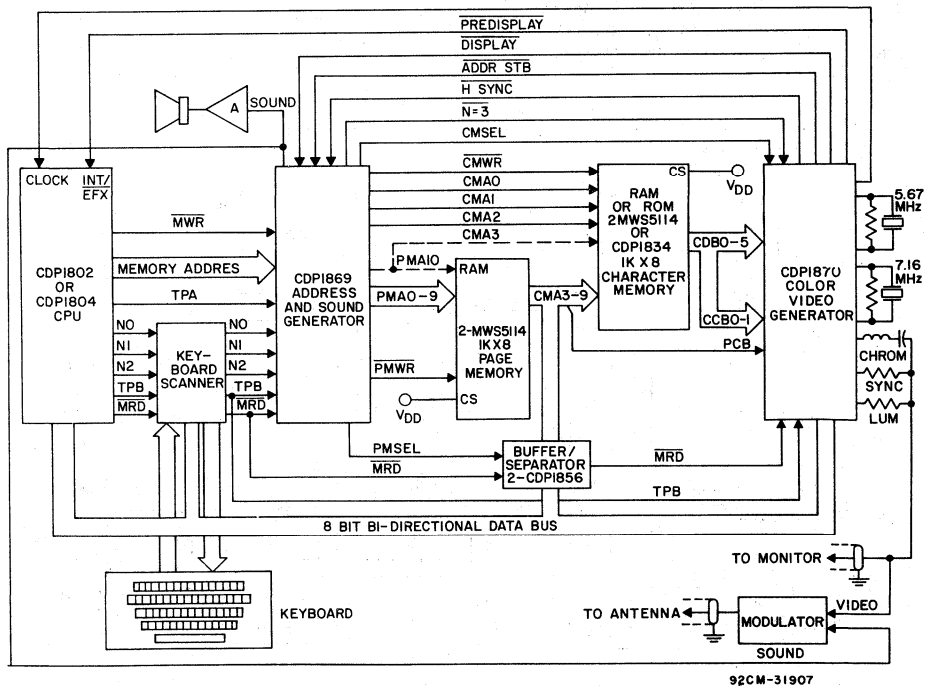 PREDISPLAY
DISPLAY
ADDR STB
H SYNC
N=3
CMSEL
A
SOUND
CLOCK
INT/
EFX
CDP1802
OR
CDP1804
CPU
MWR
MEMORY ADDRES
TPA
N0
N1
N2
TPB
MRD
KEY-
BOARD
SCANNER
N0
N1
N2
TPB
MRD
CDP1869
ADDRESS
AND SOUND
GENERATOR
CMWR
CMA0
CMA1
CMA2
CMA3
PMA10
PMA0-9
PMWR
VDD
RAM
2-MWS5114
1KX8
PAGE
MEMORY
CS
CMA3-9
CS
VDD
RAM
OR ROM
2MWS5114
OR
CDP1834
1K X 8
CHARACTER
MEMORY
CDB0-5
CCB0-1
PCB
CDP1870
COLOR
VIDEO
GENERATOR
5.67
MHz
7.16
MHz
CHROM
SYNC
LUM
PMSEL
MRD
BUFFER/
SEPARATOR
2-CDP1856
MRD
TPB
8 BIT BI-DIRECTIONAL DATA BUS
KEYBOARD
TO MONITOR
TO ANTENNA
MODULATOR
VIDEO
SOUND
92CM-31907